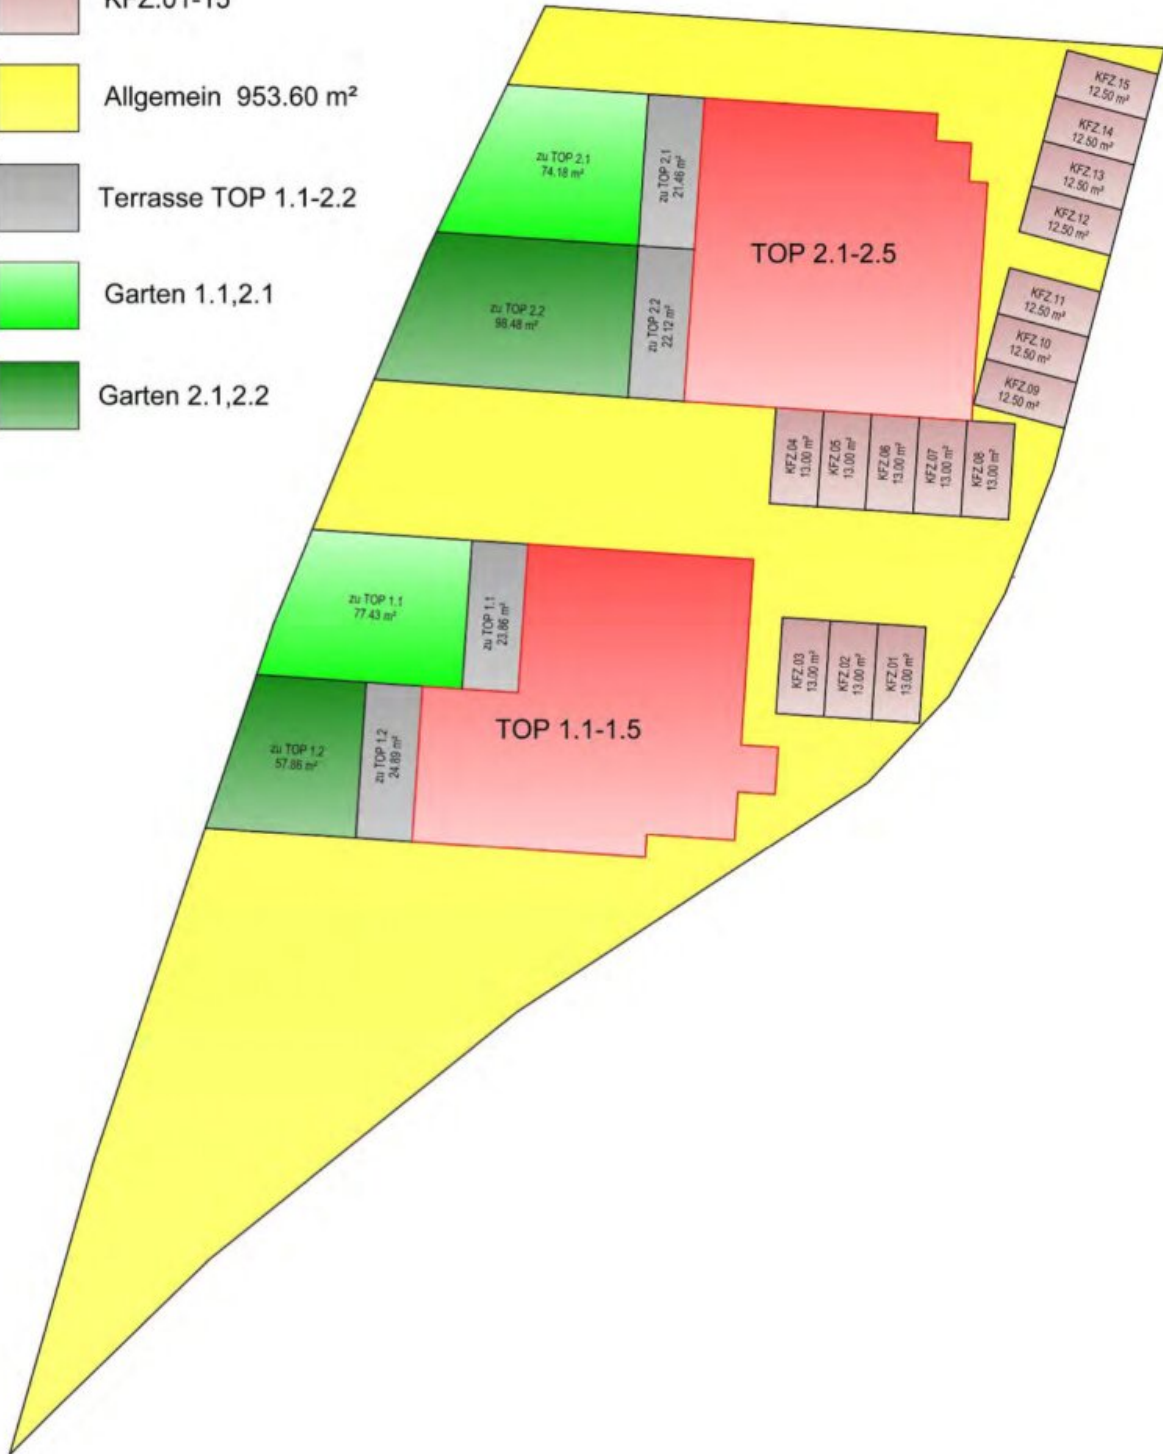 KFZ.01-15
Allgemein 953.60 m²
Terrasse TOP 1.1-2.2
Garten 1.1,2.1
Garten 2.1,2.2
KFZ.15
12.50 m²
KFZ.14
12.50 m²
KFZ.13
12.50 m²
KFZ.12
12.50 m²
zu TOP 2.1
74.18 m²
zu TOP 2.1
21.46 m²
TOP 2.1-2.5
zu TOP 2.2
98.48 m²
zu TOP 2.2
22.12 m²
KFZ.11
12.50 m²
KFZ.10
12.50 m²
KFZ.09
12.50 m²
KFZ.04
13.00 m²
KFZ.05
13.00 m²
KFZ.06
13.00 m²
KFZ.07
13.00 m²
KFZ.08
13.00 m²
zu TOP 1.1
77.43 m²
zu TOP 1.1
23.86 m²
KFZ.03
13.00 m²
KFZ.02
13.00 m²
KFZ.01
13.00 m²
TOP 1.1-1.5
zu TOP 1.2
57.86 m²
zu TOP 1.2
24.89 m²